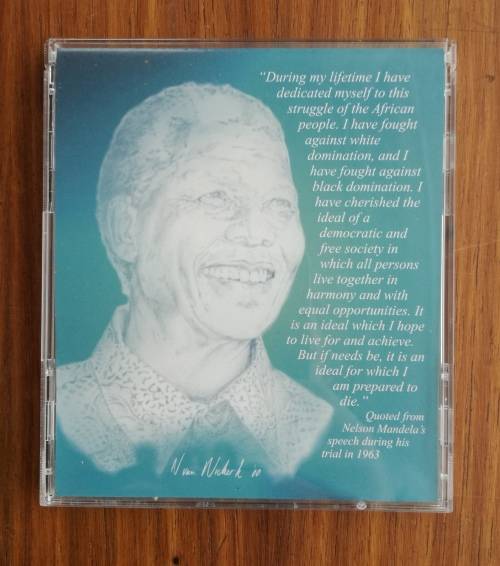 “During my lifetime I have
dedicated myself to this
struggle of the African
people. I have fought
against white
domination, and I
have fought against
black domination. I
have cherished the
ideal of a
democratic and
free society in
which all persons
live together in
harmony and with
equal opportunities. It
is an ideal which I hope
to live for and achieve.
But if needs be, it is an
ideal for which I
am prepared to
die.”
Quoted from
Nelson Mandela’s
speech during his
trial in 1963
N van Niekerk '10